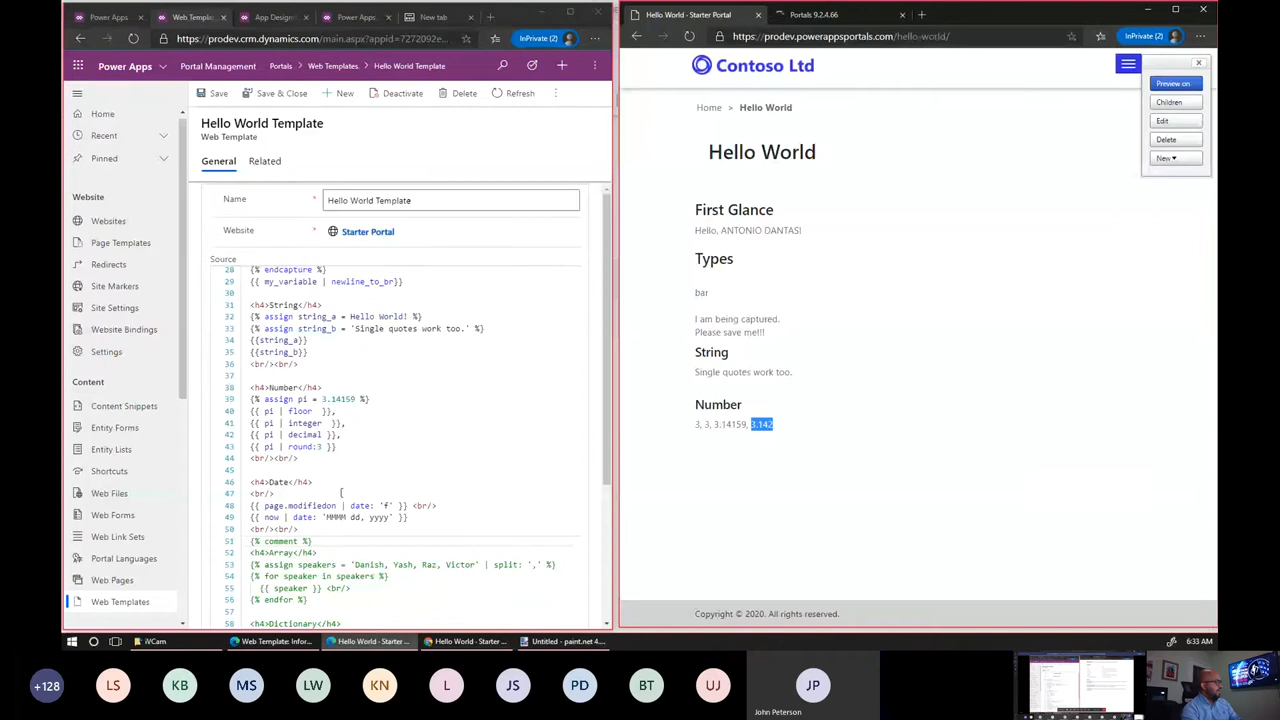 Power Apps
Web Templa
App Design
Power Apps
New tab
https://prodev.crm.dynamics.com/main.aspx?appid=7272092e...
InPrivate (2)
Power Apps
Portal Management
Portals > Web Templates > Hello World Template
Save
Save & Close
New
Deactivate
Refresh
Home
Recent
Pinned
Website
Websites
Page Templates
Redirects
Site Markers
Site Settings
Website Bindings
Settings
Content
Content Snippets
Entity Forms
Entity Lists
Shortcuts
Web Files
Web Forms
Web Link Sets
Portal Languages
Web Pages
Web Templates
Hello World Template
Web Template
General
Related
Name * Hello World Template
Website * Starter Portal
Source
28 {% endcapture %}
29 {{ my_variable | newline_to_br}}
30
31 <h4>String</h4>
32 {% assign string_a = Hello World! %}
33 {% assign string_b = 'Single quotes work too.' %}
34 {{string_a}}
35 {{string_b}}
36 <br/><br/>
37
38 <h4>Number</h4>
39 {% assign pi = 3.14159 %}
40 {{ pi | floor }},
41 {{ pi | integer }},
42 {{ pi | decimal }},
43 {{ pi | round:3 }}
44 <br/><br/>
45
46 <h4>Date</h4>
47 <br/>
48 {{ page.modifiedon | date: 'f' }} <br/>
49 {{ now | date: 'MMMM dd, yyyy' }}
50 <br/><br/>
51 {% comment %}
52 <h4>Array</h4>
53 {% assign speakers = 'Danish, Yash, Raz, Victor' | split: ',' %}
54 {% for speaker in speakers %}
55 {{ speaker }} <br/>
56 {% endfor %}
57
58 <h4>Dictionary</h4>
Hello World - Starter Portal
Portals 9.2.4.66
https://prodev.powerappsportals.com/hello-world/
InPrivate (2)
Contoso Ltd
Preview on
Children
Edit
Delete
New
Home > Hello World
Hello World
First Glance
Hello, ANTONIO DANTAS!
Types
bar
I am being captured.
Please save me!!!
String
Single quotes work too.
Number
3, 3, 3.14159, 3.142
Copyright © 2020. All rights reserved.
iVCam
Web Template: Infor...
Hello World - Starter ...
Hello World - Starter ...
Untitled - paint.net 4....
6:33 AM
+128
LS
KB
MS
LW
KN
JS
PD
BT
UJ
JP
John Peterson